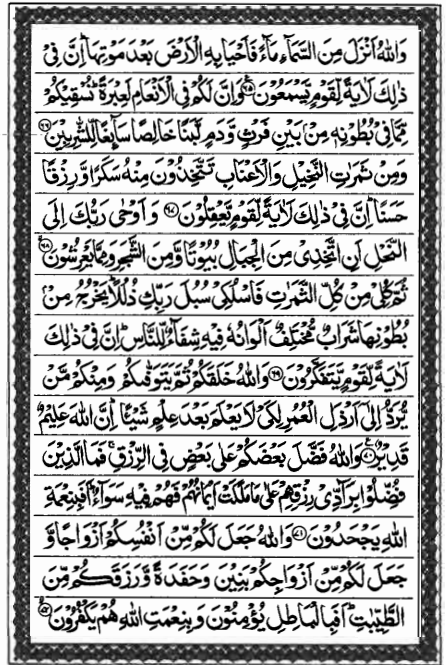 وَاللّٰهُ اَنْزَلَ مِنَ السَّمَآءِ مَآءً فَاَحْيَا بِهِ الْاَرْضَ بَعْدَ مَوْتِهَا ؕ اِنَّ فِیْ
ذٰلِكَ لَاٰيَةً لِّقَوْمٍ يَّسْمَعُوْنَ ﴿۶۵﴾ وَاِنَّ لَكُمْ فِی الْاَنْعَامِ لَعِبْرَةً ؕ نُسْقِيْكُمْ
مِّمَّا فِیْ بُطُوْنِهٖ مِنْۢ بَيْنِ فَرْثٍ وَّدَمٍ لَّبَنًا خَالِصًا سَآئِغًا لِّلشّٰرِبِيْنَ ﴿۶۶﴾
وَمِنْ ثَمَرٰتِ النَّخِيْلِ وَالْاَعْنَابِ تَتَّخِذُوْنَ مِنْهُ سَكَرًا وَّرِزْقًا
حَسَنًا ؕ اِنَّ فِیْ ذٰلِكَ لَاٰيَةً لِّقَوْمٍ يَّعْقِلُوْنَ ﴿۶۷﴾ وَاَوْحٰی رَبُّكَ اِلَی
النَّحْلِ اَنِ اتَّخِذِیْ مِنَ الْجِبَالِ بُيُوْتًا وَّمِنَ الشَّجَرِ وَمِمَّا يَعْرِشُوْنَ ﴿۶۸﴾
ثُمَّ كُلِیْ مِنْ كُلِّ الثَّمَرٰتِ فَاسْلُكِیْ سُبُلَ رَبِّكِ ذُلُلًا ؕ يَخْرُجُ مِنْۢ
بُطُوْنِهَا شَرَابٌ مُّخْتَلِفٌ اَلْوَانُهٗ فِيْهِ شِفَآءٌ لِّلنَّاسِ ؕ اِنَّ فِیْ ذٰلِكَ
لَاٰيَةً لِّقَوْمٍ يَّتَفَكَّرُوْنَ ﴿۶۹﴾ وَاللّٰهُ خَلَقَكُمْ ثُمَّ يَتَوَفّٰىكُمْ وَمِنْكُمْ مَّنْ
يُّرَدُّ اِلٰۤی اَرْذَلِ الْعُمُرِ لِكَیْ لَا يَعْلَمَ بَعْدَ عِلْمٍ شَيْئًا ؕ اِنَّ اللّٰهَ عَلِيْمٌ
قَدِيْرٌ ﴿۷۰﴾ وَاللّٰهُ فَضَّلَ بَعْضَكُمْ عَلٰی بَعْضٍ فِی الرِّزْقِ ۚ فَمَا الَّذِيْنَ
فُضِّلُوْا بِرَآدِّیْ رِزْقِهِمْ عَلٰی مَا مَلَكَتْ اَيْمَانُهُمْ فَهُمْ فِيْهِ سَوَآءٌ ؕ اَفَبِنِعْمَةِ
اللّٰهِ يَجْحَدُوْنَ ﴿۷۱﴾ وَاللّٰهُ جَعَلَ لَكُمْ مِّنْ اَنْفُسِكُمْ اَزْوَاجًا وَّ
جَعَلَ لَكُمْ مِّنْ اَزْوَاجِكُمْ بَنِيْنَ وَحَفَدَةً وَّرَزَقَكُمْ مِّنَ
الطَّيِّبٰتِ ؕ اَفَبِالْبَاطِلِ يُؤْمِنُوْنَ وَبِنِعْمَتِ اللّٰهِ هُمْ يَكْفُرُوْنَ ﴿۷۲﴾